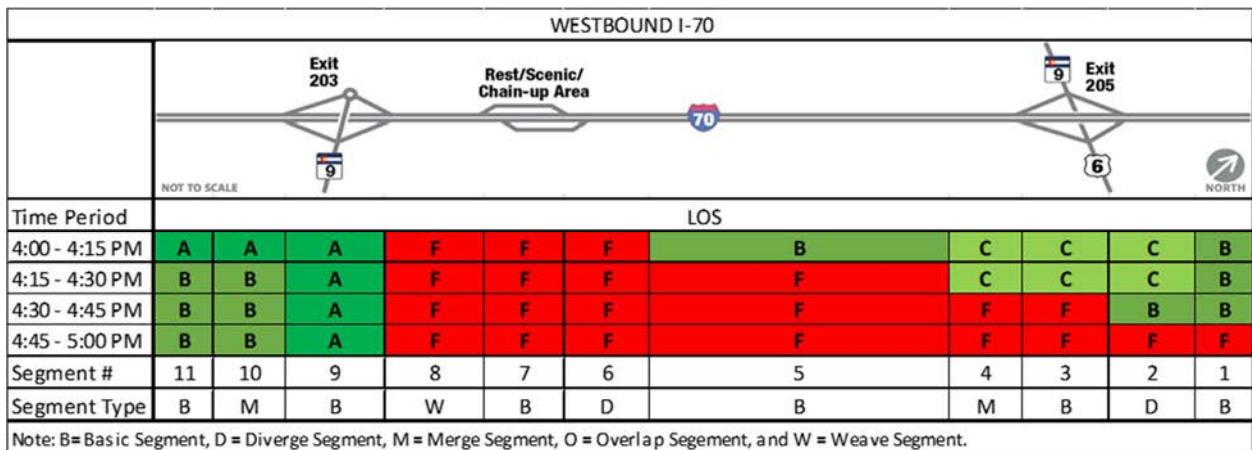 WESTBOUND I-70
Exit
203
Rest/Scenic/
Chain-up Area
9
Exit
205
70
9
6
NOT TO SCALE
NORTH
Time Period LOS
4:00 - 4:15 PM A A A F F F B C C C B
4:15 - 4:30 PM B B A F F F F C C C B
4:30 - 4:45 PM B B A F F F F F F B B
4:45 - 5:00 PM B B A F F F F F F F F
Segment # 11 10 9 8 7 6 5 4 3 2 1
Segment Type B M B W B D B M B D B
Note: B= Basic Segment, D = Diverge Segment, M = Merge Segment, O = Overlap Segement, and W = Weave Segment.